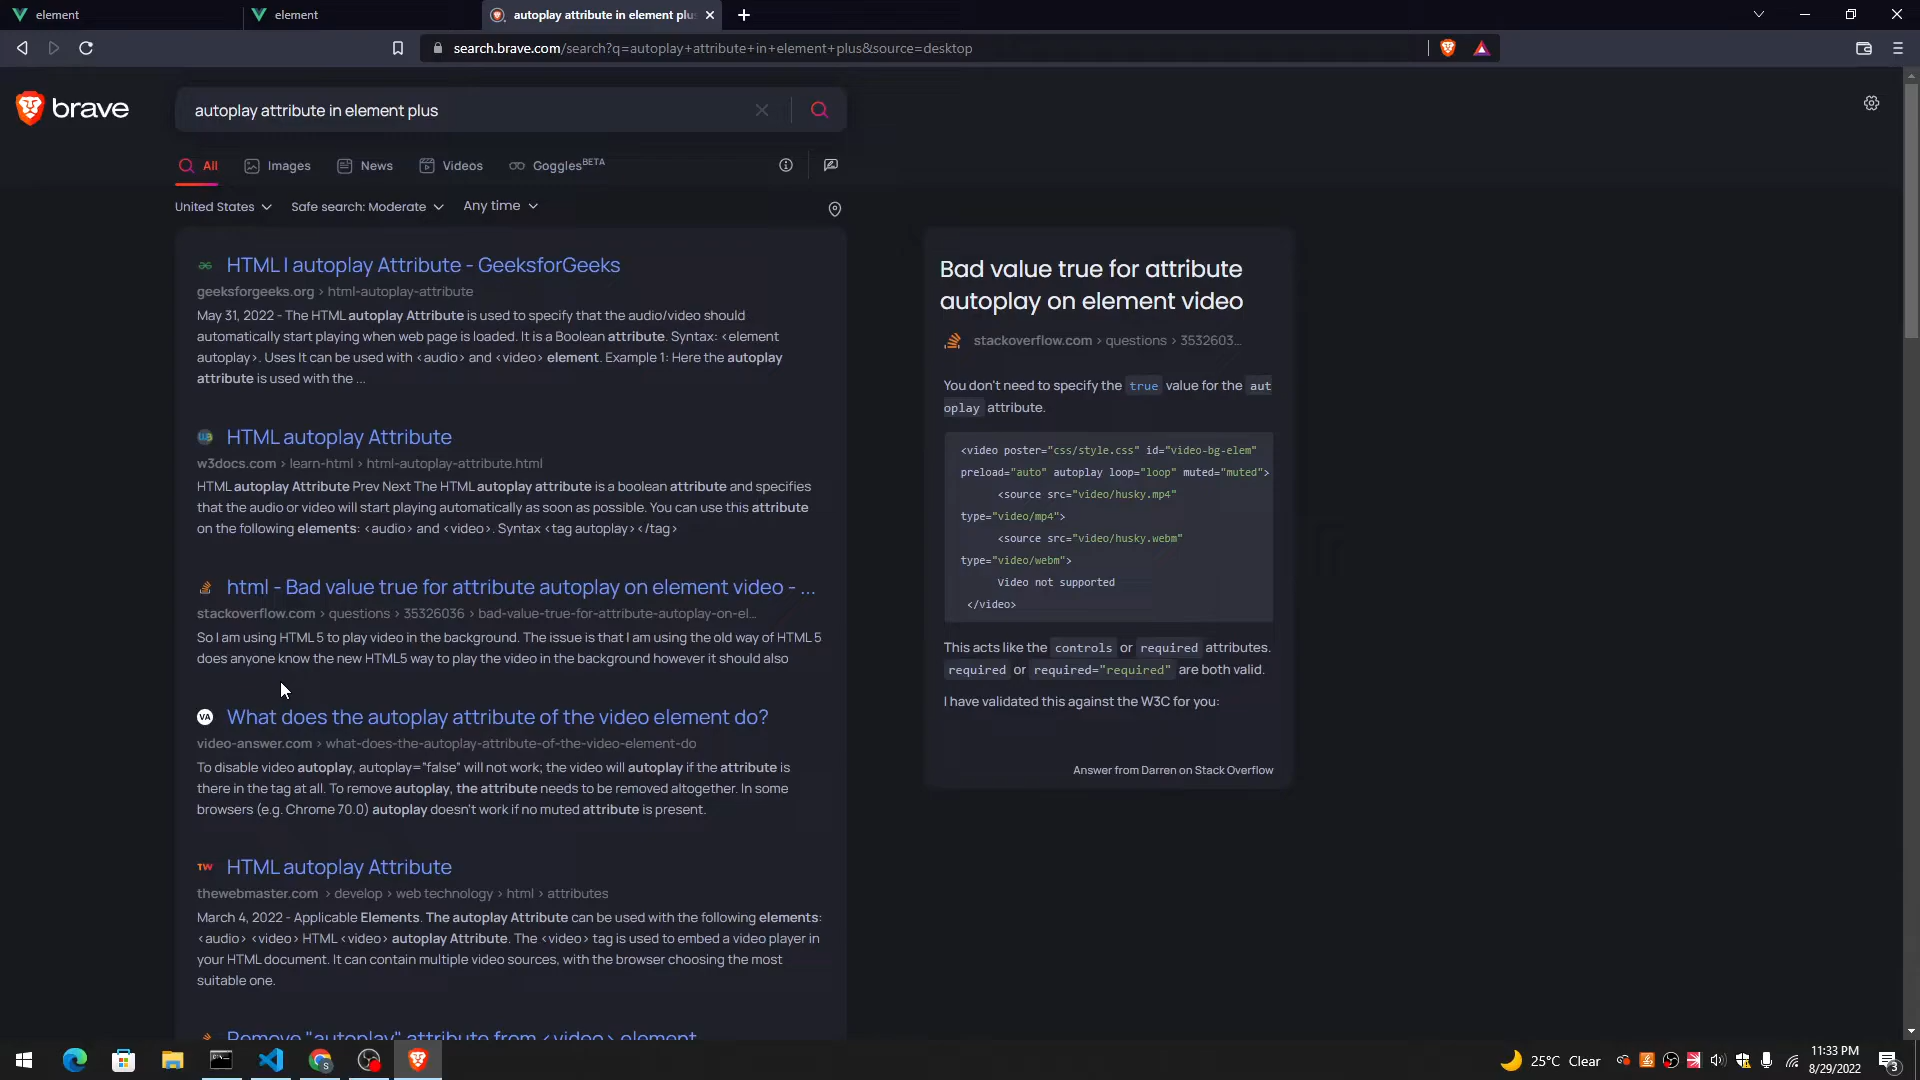 element
element
autoplay attribute in element plu
search.brave.com/search?q=autoplay+attribute+in+element+plus&source=desktop
brave
autoplay attribute in element plus
All
Images
News
Videos
Goggles BETA
United States
Safe search: Moderate
Any time
HTML | autoplay Attribute - GeeksforGeeks
geeksforgeeks.org › html-autoplay-attribute
May 31, 2022 - The HTML autoplay Attribute is used to specify that the audio/video should
automatically start playing when web page is loaded. It is a Boolean attribute. Syntax: <element
autoplay>. Uses It can be used with <audio> and <video> element. Example 1: Here the autoplay
attribute is used with the ...
HTML autoplay Attribute
w3docs.com › learn-html › html-autoplay-attribute.html
HTML autoplay Attribute Prev Next The HTML autoplay attribute is a boolean attribute and specifies
that the audio or video will start playing automatically as soon as possible. You can use this attribute
on the following elements: <audio> and <video>. Syntax <tag autoplay></tag>
html - Bad value true for attribute autoplay on element video - ...
stackoverflow.com › questions › 35326036 › bad-value-true-for-attribute-autoplay-on-el...
So I am using HTML 5 to play video in the background. The issue is that I am using the old way of HTML 5
does anyone know the new HTML5 way to play the video in the background however it should also
VA
What does the autoplay attribute of the video element do?
video-answer.com › what-does-the-autoplay-attribute-of-the-video-element-do
To disable video autoplay, autoplay="false" will not work; the video will autoplay if the attribute is
there in the tag at all. To remove autoplay, the attribute needs to be removed altogether. In some
browsers (e.g. Chrome 70.0) autoplay doesn't work if no muted attribute is present.
TW
HTML autoplay Attribute
thewebmaster.com › develop › web technology › html › attributes
March 4, 2022 - Applicable Elements. The autoplay Attribute can be used with the following elements:
<audio> <video> HTML <video> autoplay Attribute. The <video> tag is used to embed a video player in
your HTML document. It can contain multiple video sources, with the browser choosing the most
suitable one.
Remove "autoplay" attribute from <video> element
Bad value true for attribute
autoplay on element video
stackoverflow.com › questions › 3532603...
You don't need to specify the true value for the aut
oplay attribute.
<video poster="css/style.css" id="video-bg-elem"
preload="auto" autoplay loop="loop" muted="muted">
<source src="video/husky.mp4"
type="video/mp4">
<source src="video/husky.webm"
type="video/webm">
Video not supported
</video>
This acts like the controls or required attributes.
required or required="required" are both valid.
I have validated this against the W3C for you:
Answer from Darren on Stack Overflow
25°C Clear
11:33 PM
8/29/2022
3